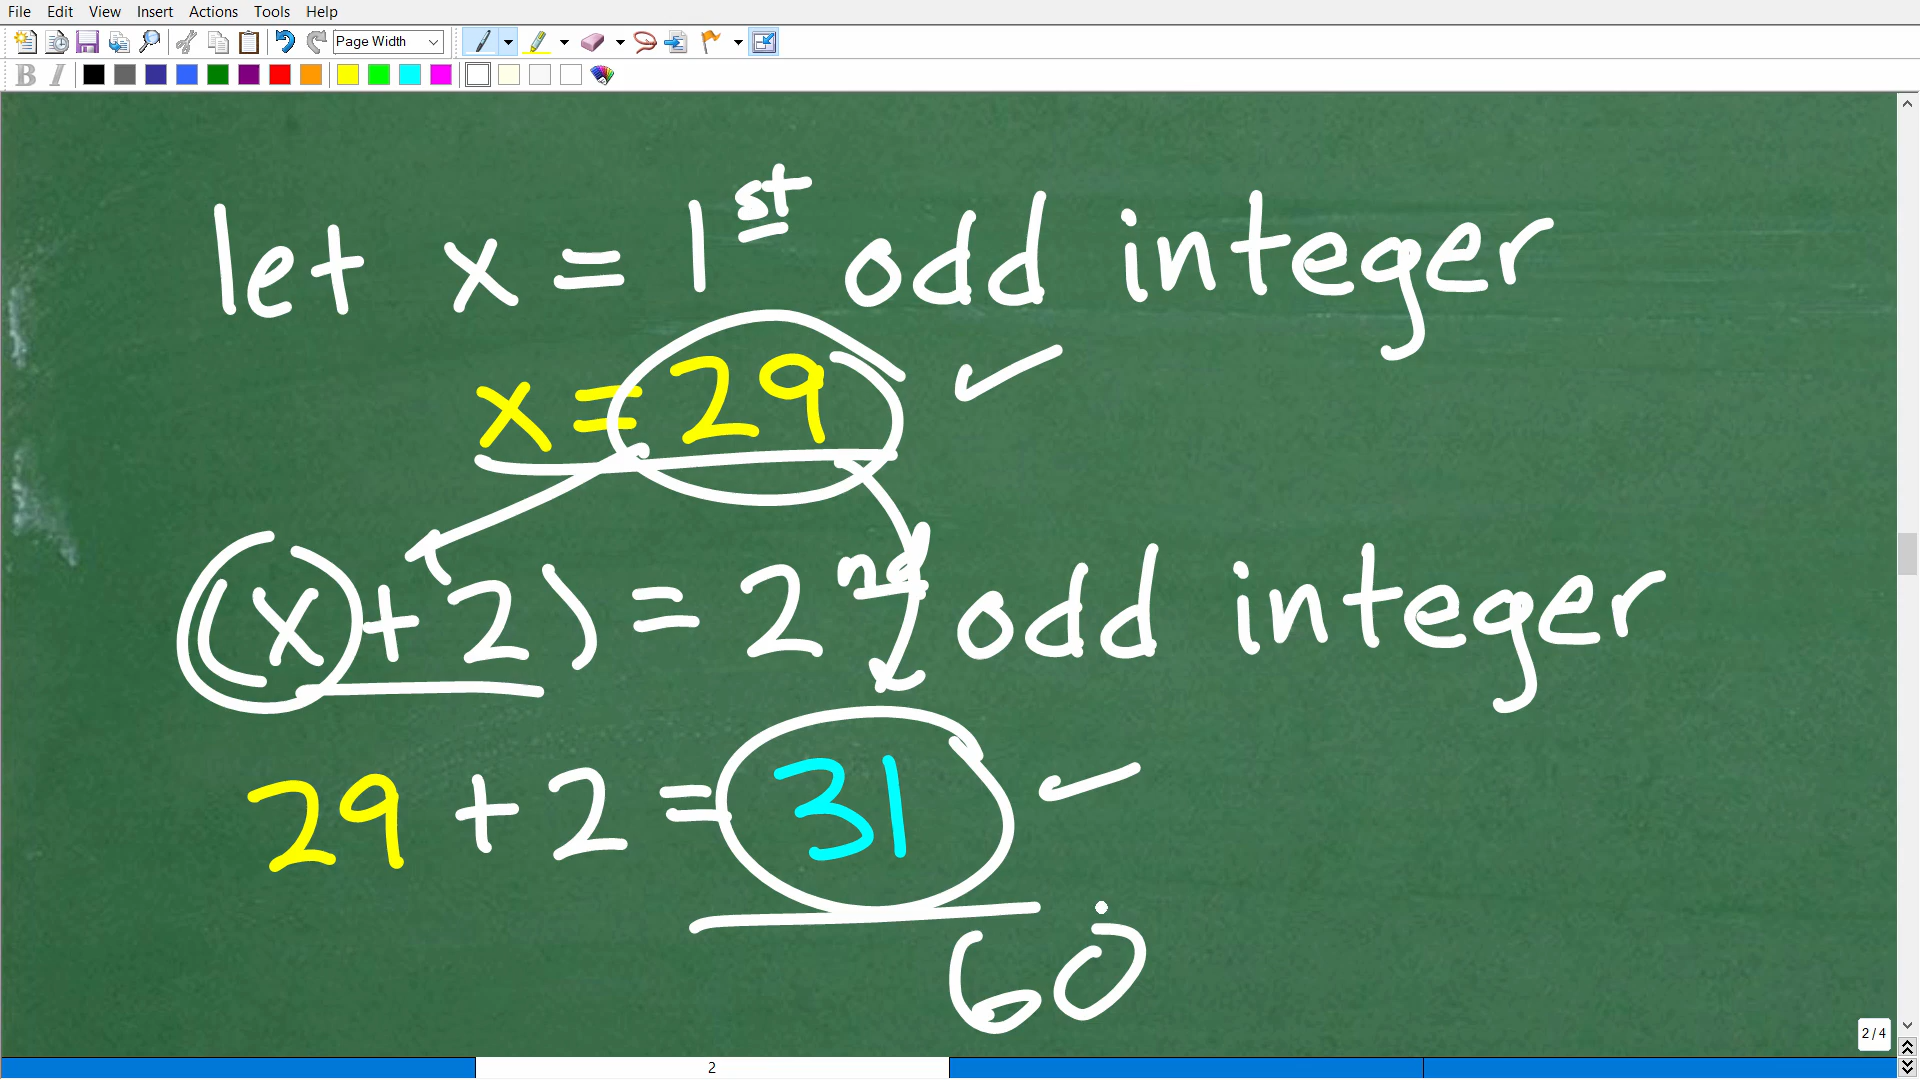 File Edit View Insert Actions Tools Help
Page Width
B I
let x = 1st odd integer
x = 29
(x + 2) = 2nd odd integer
29 + 2 = 31
60
2 / 4
2